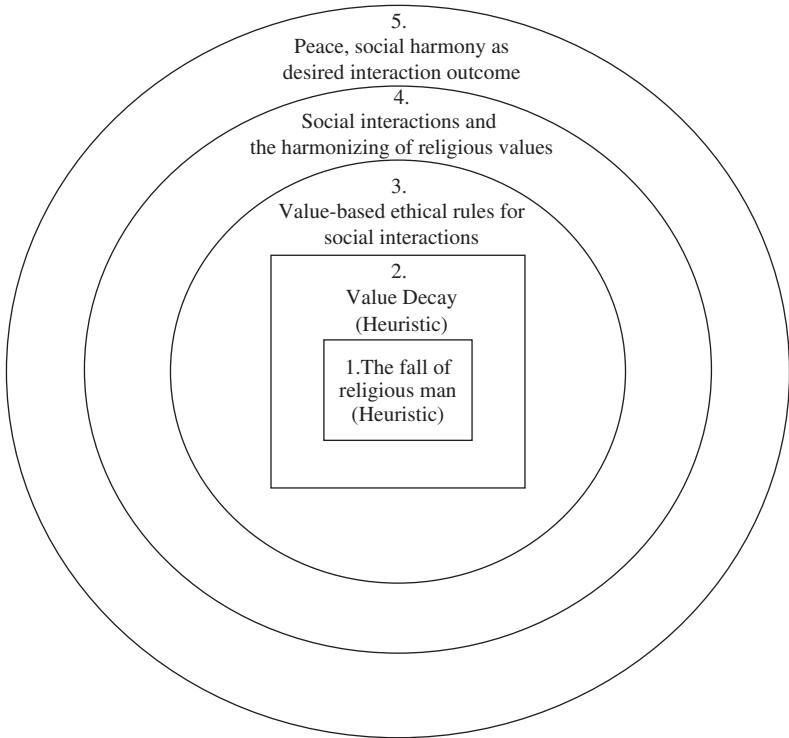 5.
Peace, social harmony as
desired interaction outcome
4.
Social interactions and
the harmonizing of religious values
3.
Value-based ethical rules for
social interactions
2.
Value Decay
(Heuristic)
1.The fall of
religious man
(Heuristic)